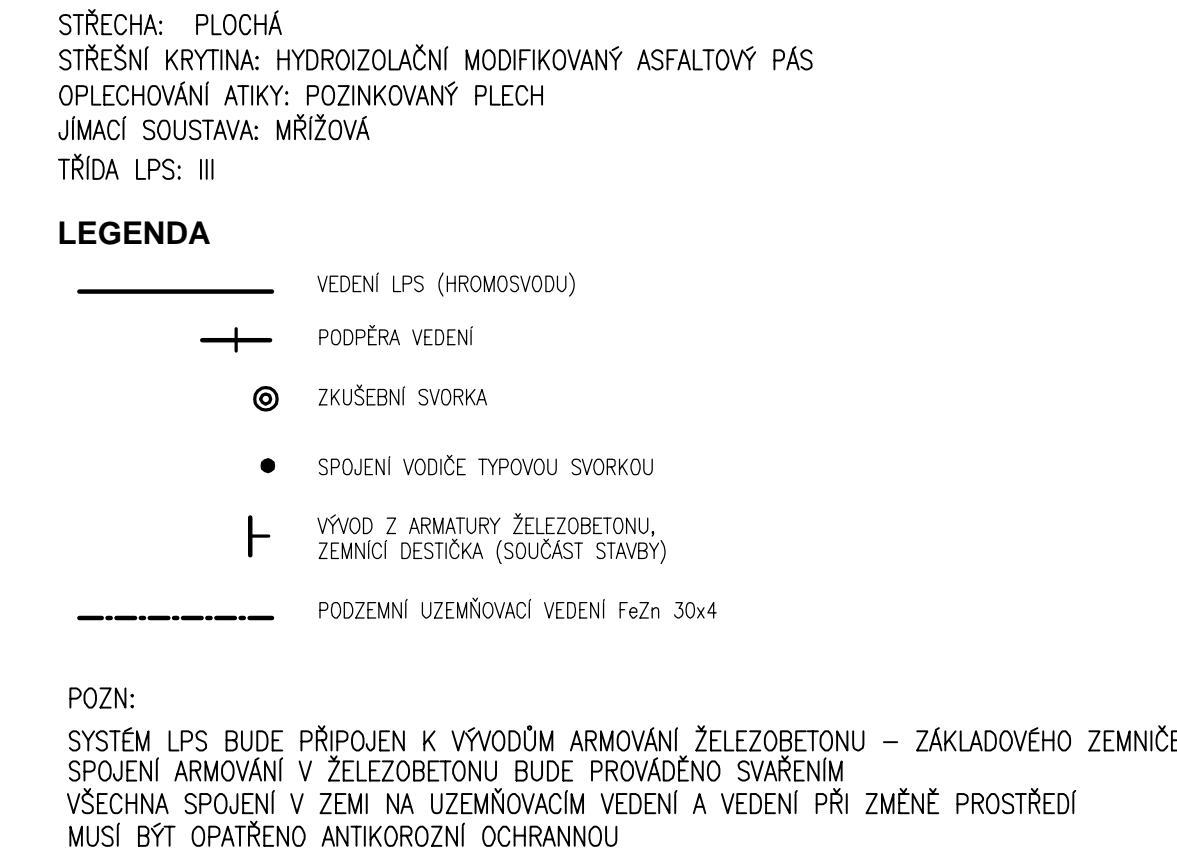 STŘECHA: PLOCHÁ
STŘEŠNÍ KRYTINA: HYDROIZOLAČNÍ MODIFIKOVANÝ ASFALTOVÝ PÁS
OPLECHOVÁNÍ ATIKY: POZINKOVANÝ PLECH
JÍMACÍ SOUSTAVA: MŘÍŽOVÁ
TŘÍDA LPS: III
LEGENDA
VEDENÍ LPS (HROMOSVODU)
PODPĚRA VEDENÍ
ZKUŠEBNÍ SVORKA
SPOJENÍ VODIČE TYPOVOU SVORKOU
VÝVOD Z ARMATURY ŽELEZOBETONU,
ZEMNÍCÍ DESTIČKA (SOUČÁST STAVBY)
PODZEMNÍ UZEMŇOVACÍ VEDENÍ FeZn 30x4
POZN:
SYSTÉM LPS BUDE PŘIPOJEN K VÝVODŮM ARMOVÁNÍ ŽELEZOBETONU – ZÁKLADOVÉHO ZEMNIČE
SPOJENÍ ARMOVÁNÍ V ŽELEZOBETONU BUDE PROVÁDĚNO SVAŘENÍM
VŠECHNA SPOJENÍ V ZEMI NA UZEMŇOVACÍM VEDENÍ A VEDENÍ PŘI ZMĚNĚ PROSTŘEDÍ
MUSÍ BÝT OPATŘENO ANTIKOROZNÍ OCHRANNOU